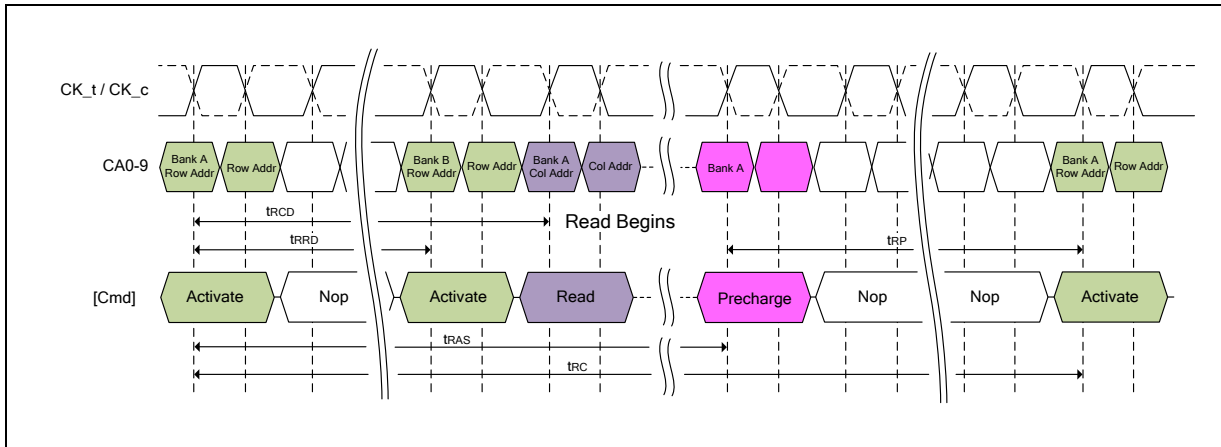 CK_t / CK_c
CA0-9
Bank A
Row Addr
Row Addr
Bank B
Row Addr
Row Addr
Bank A
Col Addr
Col Addr
Bank A
Bank A
Row Addr
Row Addr
tRCD
Read Begins
tRRD
tRP
[Cmd]
Activate
Nop
Activate
Read
Precharge
Nop
Nop
Activate
tRAS
tRC